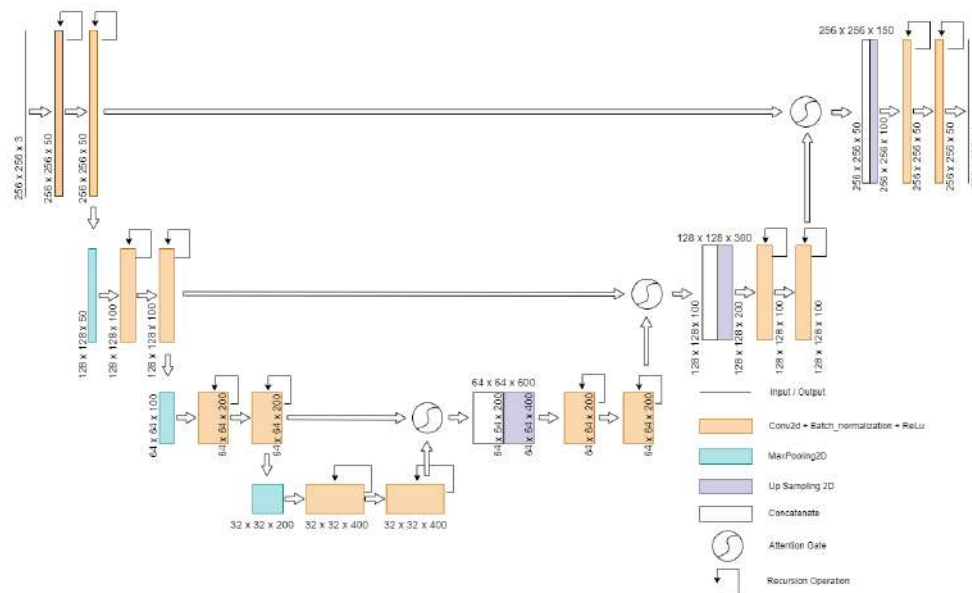 256 x 256 x 3
256 x 256 x 50
256 x 256 x 50
256 x 256 x 150
256 x 256 x 50
256 x 256 x 100
256 x 256 x 50
256 x 256 x 50
128 x 128 x 50
128 x 128 x 100
128 x 128 x 100
128 x 128 x 300
128 x 128 x 100
128 x 128 x 200
128 x 128 x 100
128 x 128 x 100
64 x 64 x 100
64 x 64 x 200
64 x 64 x 200
64 x 64 x 600
64 x 64 x 200
64 x 64 x 400
64 x 64 x 200
64 x 64 x 200
32 x 32 x 200
32 x 32 x 400
32 x 32 x 400
Input / Output
Conv2d + Batch_normalization + ReLu
MaxPooling2D
Up Sampling 2D
Concatenate
Attention Gate
Recursion Operation